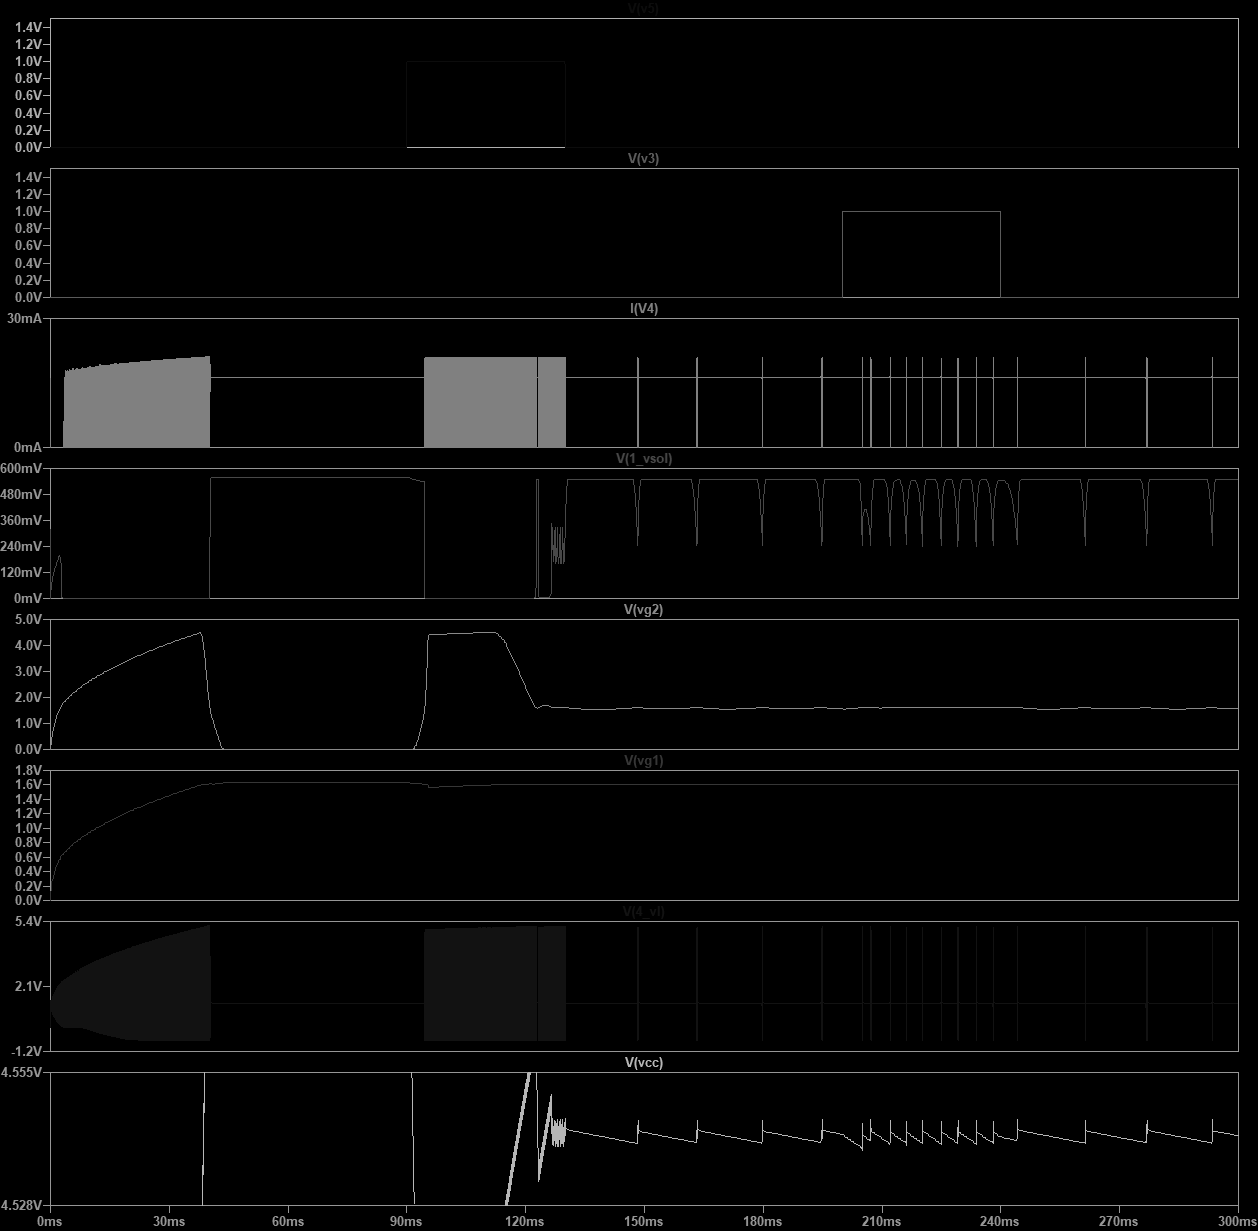 V(v5)
1.4V
1.2V
1.0V
0.8V
0.6V
0.4V
0.2V
0.0V
V(v3)
1.4V
1.2V
1.0V
0.8V
0.6V
0.4V
0.2V
0.0V
I(V4)
30mA
0mA
V(1_vsol)
600mV
480mV
360mV
240mV
120mV
0mV
V(vg2)
5.0V
4.0V
3.0V
2.0V
1.0V
0.0V
V(vg1)
1.8V
1.6V
1.4V
1.2V
1.0V
0.8V
0.6V
0.4V
0.2V
0.0V
V(4_vl)
5.4V
2.1V
-1.2V
V(vcc)
4.555V
4.528V
0ms 30ms 60ms 90ms 120ms 150ms 180ms 210ms 240ms 270ms 300ms